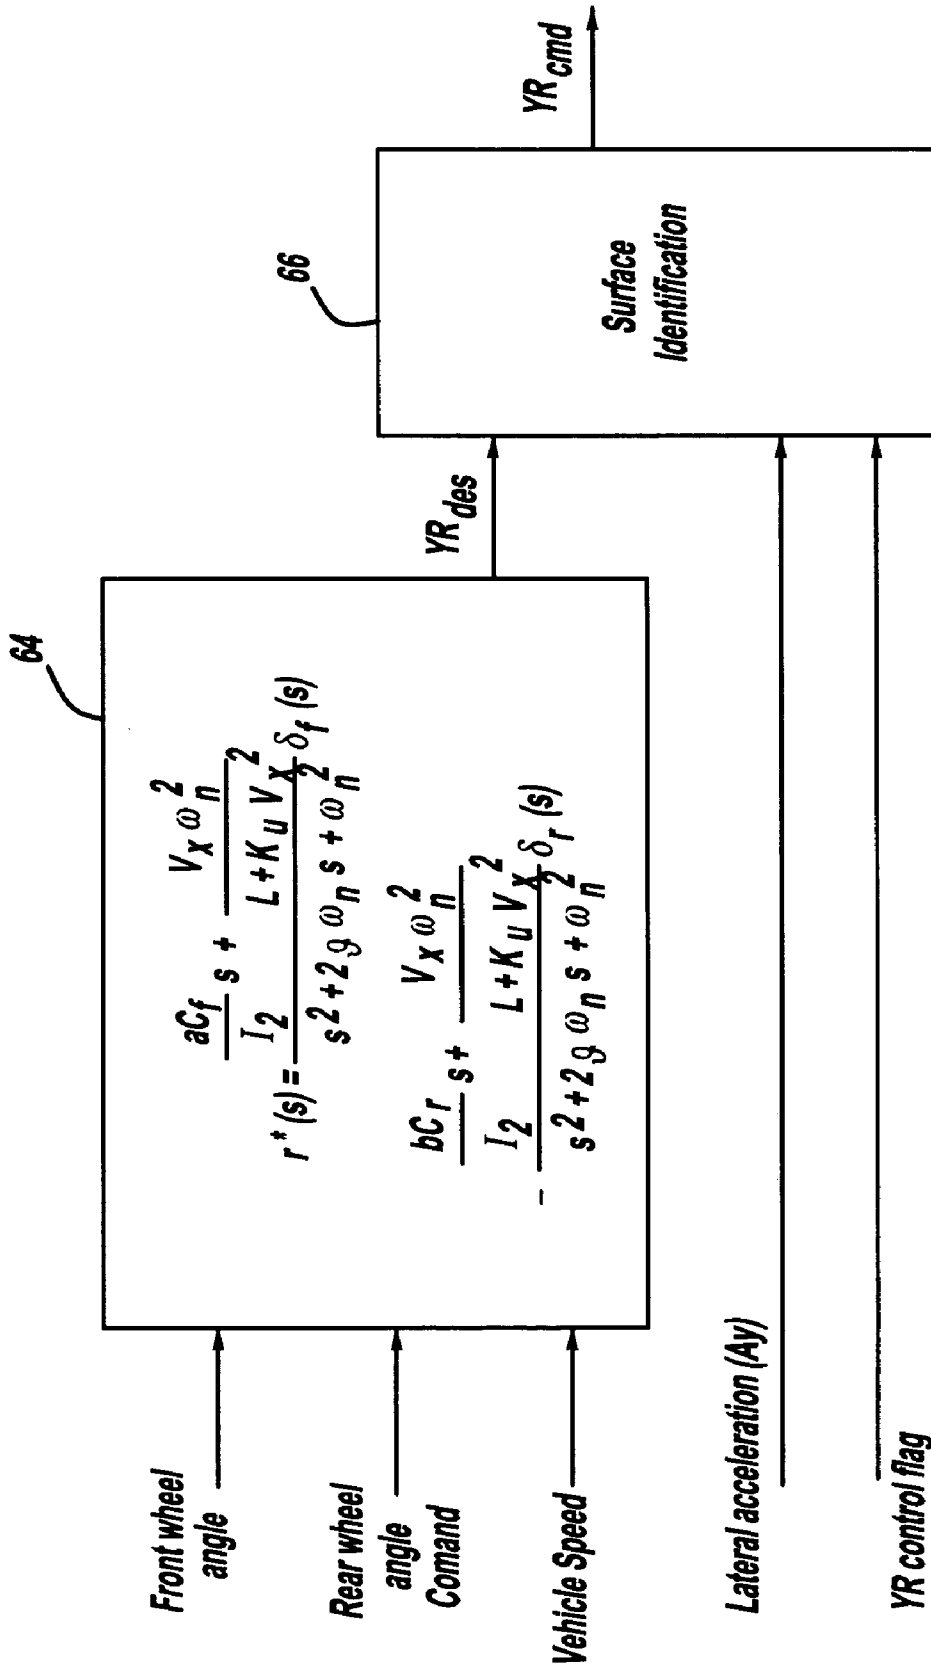 64
66
Front wheel
angle
Rear wheel
angle
Comand
Vehicle Speed
Lateral acceleration (Ay)
YR control flag
r*(s) = (aC_f/I_2 s + V_x ω_n^2/(L+K_u V_x^2))/(s^2+2ϑω_n s+ω_n^2) δ_f(s)
- (bC_r/I_2 s + V_x ω_n^2/(L+K_u V_x^2))/(s^2+2ϑω_n s+ω_n^2) δ_r(s)
YR_des
Surface
Identification
YR_cmd